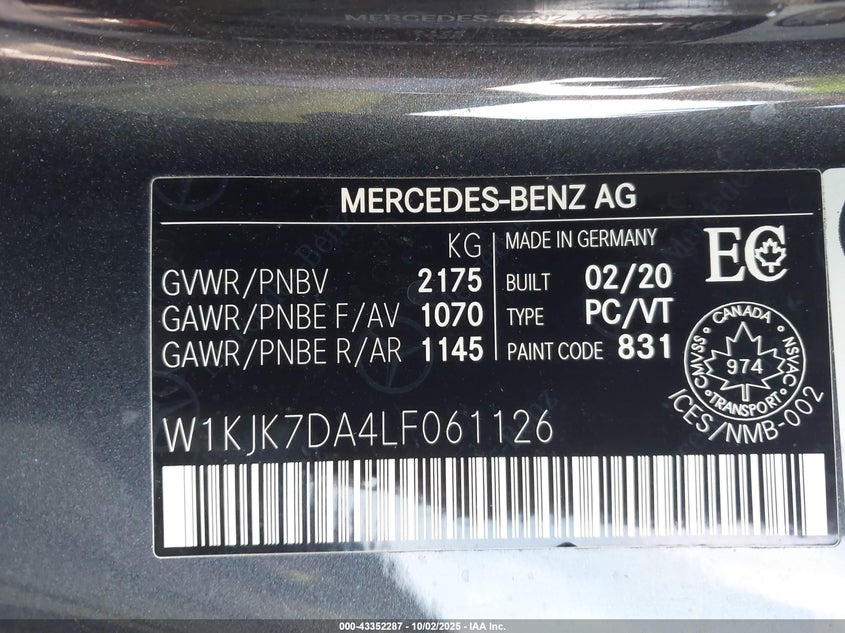 MERCEDES-BENZ AG
KG
GVWR/PNBV 2175
GAWR/PNBE F/AV 1070
GAWR/PNBE R/AR 1145
MADE IN GERMANY
BUILT 02/20
TYPE PC/VT
PAINT CODE 831
EC
CANADA
CMVSS • NSVAC
974
TRANSPORT
ICES/NMB-002
W1KJK7DA4LF061126
000-43352287 - 10/02/2025 - IAA Inc.